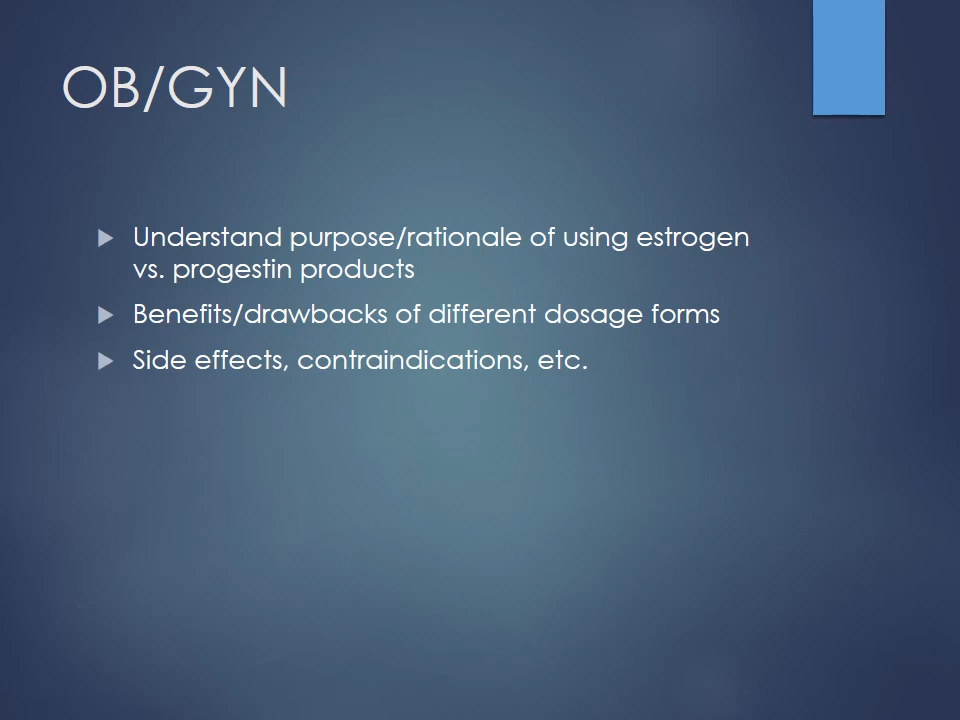 OB/GYN
Understand purpose/rationale of using estrogen
vs. progestin products
Benefits/drawbacks of different dosage forms
Side effects, contraindications, etc.